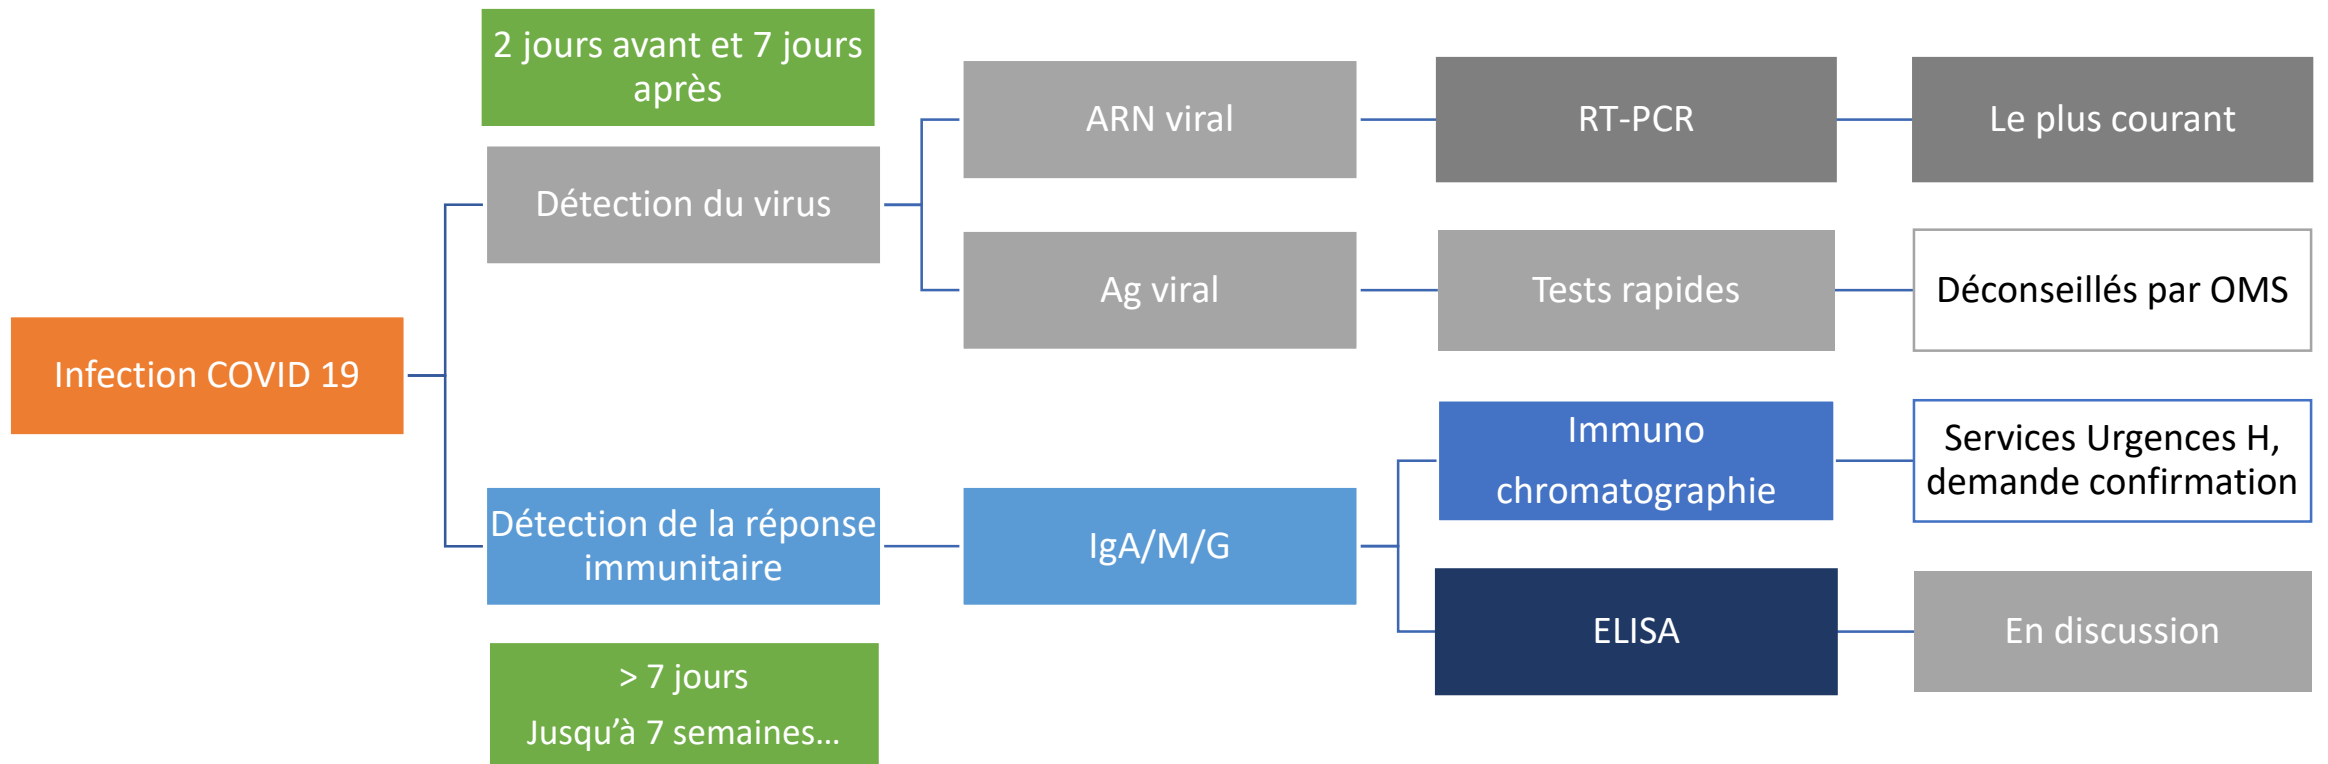 2 jours avant et 7 jours
après
Détection du virus
ARN viral
RT-PCR
Le plus courant
Ag viral
Tests rapides
Déconseillés par OMS
Infection COVID 19
Détection de la réponse
immunitaire
IgA/M/G
Immuno
chromatographie
Services Urgences H,
demande confirmation
ELISA
En discussion
> 7 jours
Jusqu’à 7 semaines…